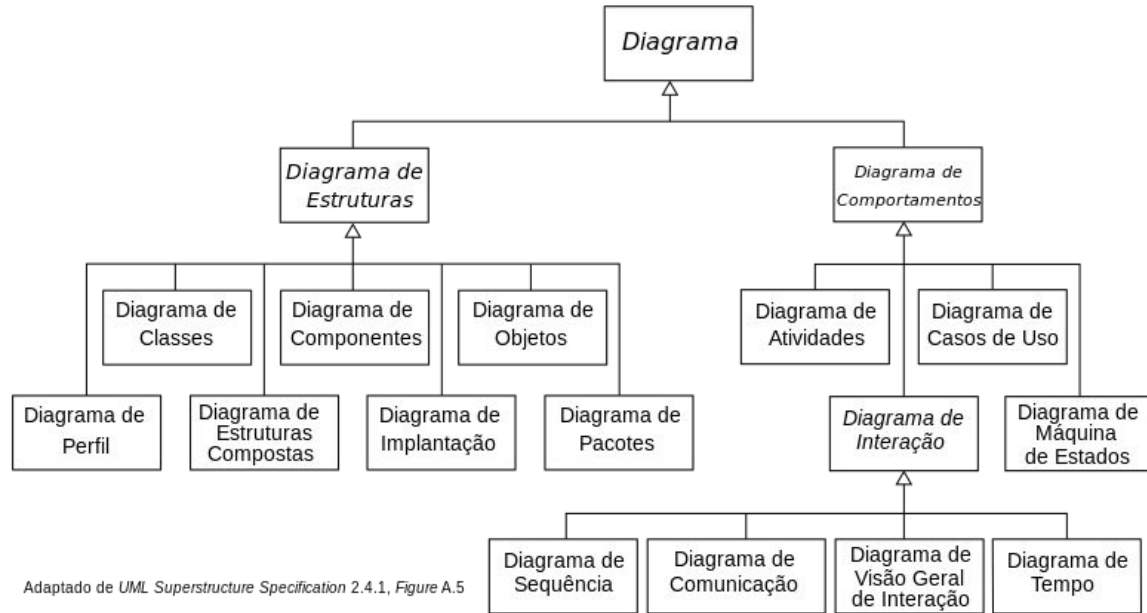 Diagrama
Diagrama de
Estruturas
Diagrama de
Comportamentos
Diagrama de
Classes
Diagrama de
Componentes
Diagrama de
Objetos
Diagrama de
Atividades
Diagrama de
Casos de Uso
Diagrama de
Perfil
Diagrama de
Estruturas
Compostas
Diagrama de
Implantação
Diagrama de
Pacotes
Diagrama de
Interação
Diagrama de
Máquina
de Estados
Diagrama de
Sequência
Diagrama de
Comunicação
Diagrama de
Visão Geral
de Interação
Diagrama de
Tempo
Adaptado de UML Superstructure Specification 2.4.1, Figure A.5